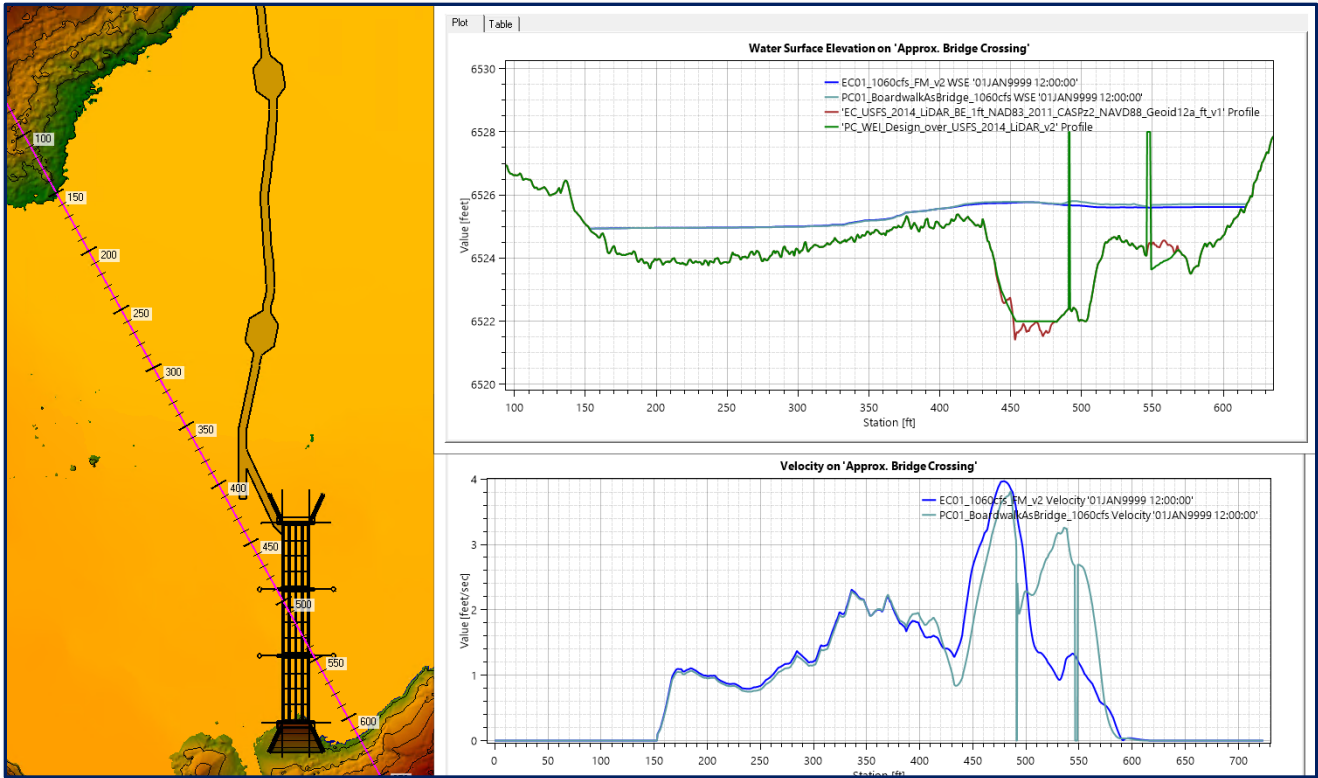 100
150
200
250
300
350
400
450
500
550
600
Plot
Table
Water Surface Elevation on 'Approx. Bridge Crossing'
EC01_1060cfs_FM_v2 WSE '01JAN9999 12:00:00'
PC01_BoardwalkAsBridge_1060cfs WSE '01JAN9999 12:00:00'
'EC_USFS_2014_LiDAR_BE_1ft_NAD83_2011_CASPz2_NAVD88_Geoid12a_ft_v1' Profile
'PC_WEI_Design_over_USFS_2014_LiDAR_v2' Profile
Value [feet]
6530
6528
6526
6524
6522
6520
100 150 200 250 300 350 400 450 500 550 600
Station [ft]
Velocity on 'Approx. Bridge Crossing'
EC01_1060cfs_FM_v2 Velocity '01JAN9999 12:00:00'
PC01_BoardwalkAsBridge_1060cfs Velocity '01JAN9999 12:00:00'
Value [feet/sec]
4
3
2
1
0
0 50 100 150 200 250 300 350 400 450 500 550 600 650 700
Station [ft]